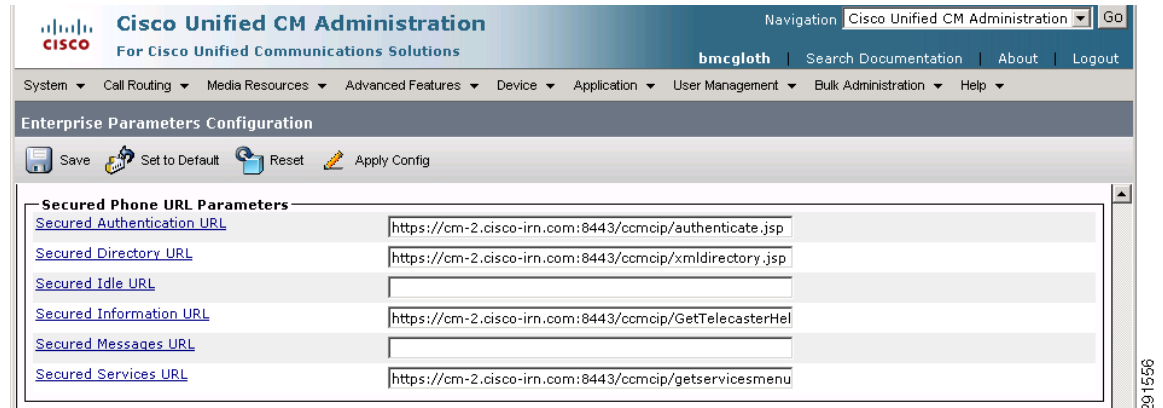 CISCO
Cisco Unified CM Administration
For Cisco Unified Communications Solutions
Navigation Cisco Unified CM Administration Go
bmcgloth | Search Documentation | About | Logout
System Call Routing Media Resources Advanced Features Device Application User Management Bulk Administration Help
Enterprise Parameters Configuration
Save Set to Default Reset Apply Config
Secured Phone URL Parameters
Secured Authentication URL https://cm-2.cisco-irn.com:8443/ccmcip/authenticate.jsp
Secured Directory URL https://cm-2.cisco-irn.com:8443/ccmcip/xmldirectory.jsp
Secured Idle URL
Secured Information URL https://cm-2.cisco-irn.com:8443/ccmcip/GetTelecasterHel
Secured Messages URL
Secured Services URL https://cm-2.cisco-irn.com:8443/ccmcip/getservicesmenu
291556